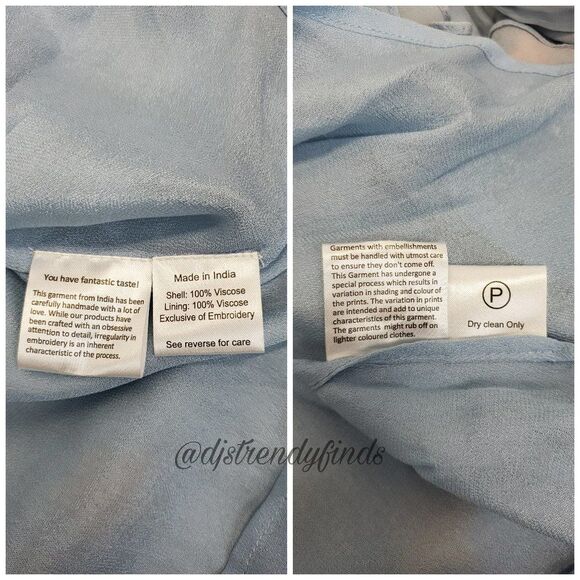 You have fantastic taste!
This garment from India has been
carefully handmade with a lot of
love. While our products have
been crafted with an obsessive
attention to detail, irregularity in
embroidery is an inherent
characteristic of the process.
Made in India
Shell: 100% Viscose
Lining: 100% Viscose
Exclusive of Embroidery
See reverse for care
Garments with embellishments
must be handled with utmost care
to ensure they don't come off.
This Garment has undergone a
special process which results in
variation in shading and colour of
the prints. The variation in prints
are intended and add to unique
characteristics of this garment.
The garments might rub off on
lighter coloured clothes.
P
Dry clean Only
@djstrendyfinds